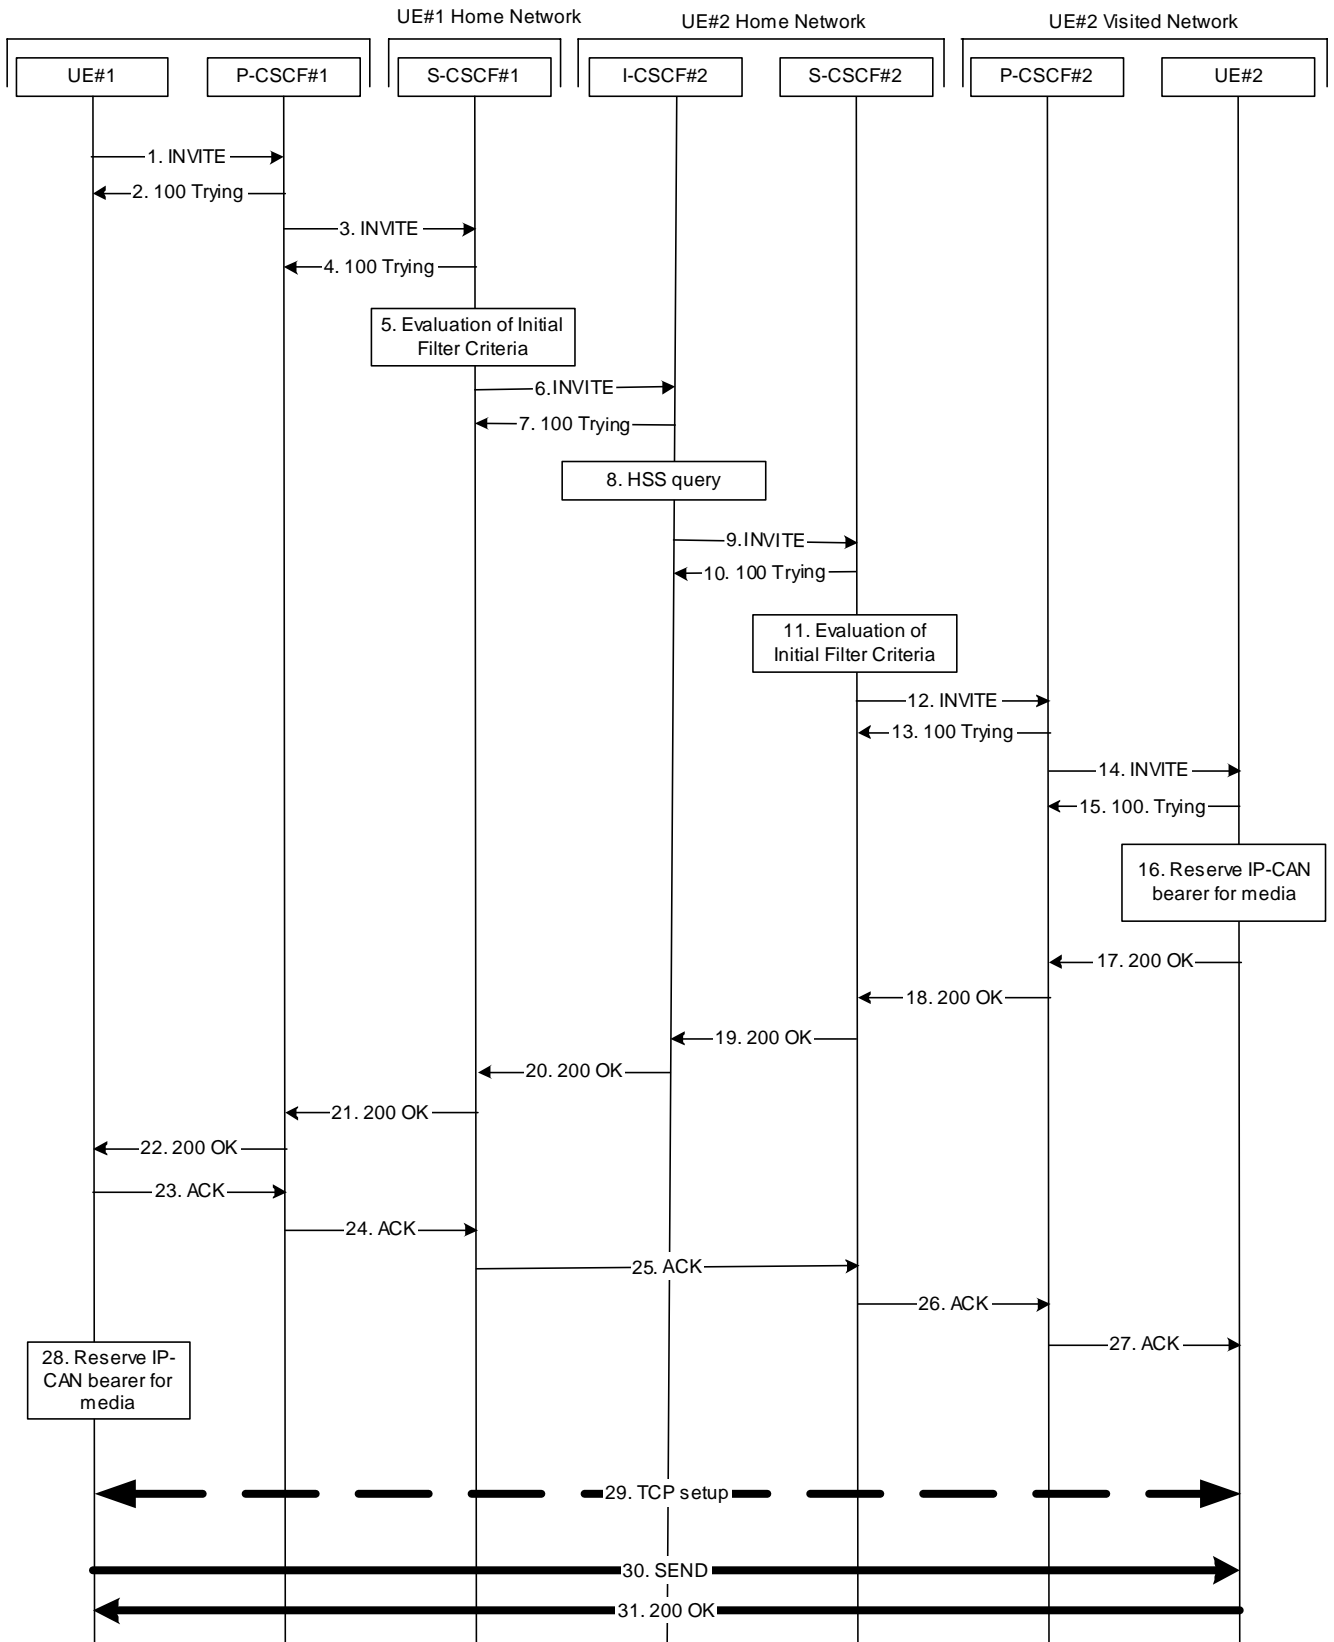 UE#1 Home Network
UE#2 Home Network
UE#2 Visited Network
UE#1
P-CSCF#1
S-CSCF#1
I-CSCF#2
S-CSCF#2
P-CSCF#2
UE#2
1. INVITE
2. 100 Trying
3. INVITE
4. 100 Trying
5. Evaluation of Initial
Filter Criteria
6.INVITE
7. 100 Trying
8. HSS query
9.INVITE
10. 100 Trying
11. Evaluation of
Initial Filter Criteria
12. INVITE
13. 100 Trying
14. INVITE
15. 100. Trying
16. Reserve IP-CAN
bearer for media
17. 200 OK
18. 200 OK
19. 200 OK
20. 200 OK
21. 200 OK
22. 200 OK
23. ACK
24. ACK
25. ACK
26. ACK
27. ACK
28. Reserve IP-
CAN bearer for
media
29. TCP setup
30. SEND
31. 200 OK